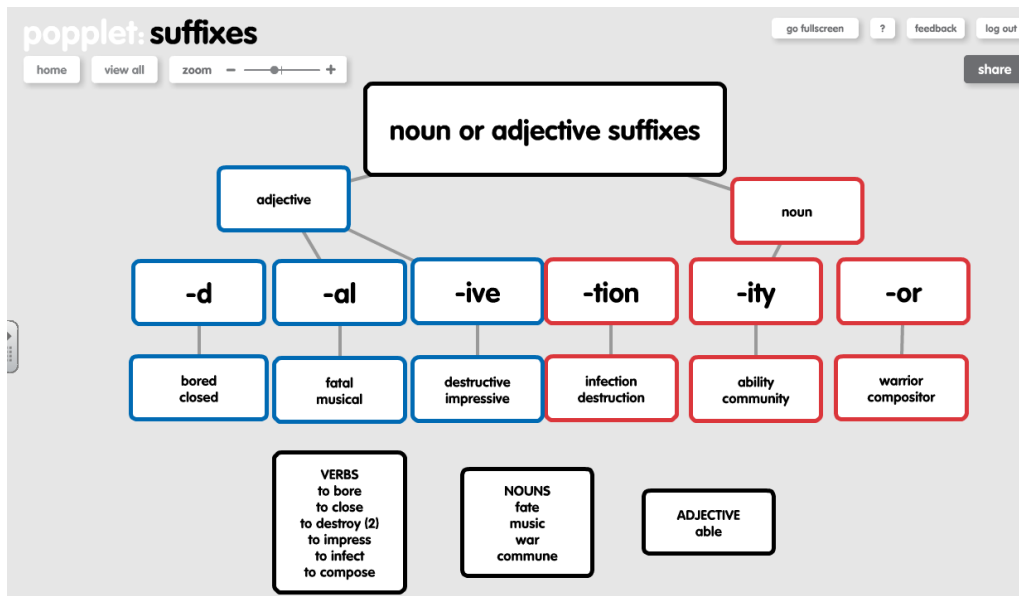 popplet: suffixes
go fullscreen
?
feedback
log out
home
view all
zoom − +
share
noun or adjective suffixes
adjective
noun
-d
-al
-ive
-tion
-ity
-or
bored
closed
fatal
musical
destructive
impressive
infection
destruction
ability
community
warrior
compositor
VERBS
to bore
to close
to destroy (2)
to impress
to infect
to compose
NOUNS
fate
music
war
commune
ADJECTIVE
able